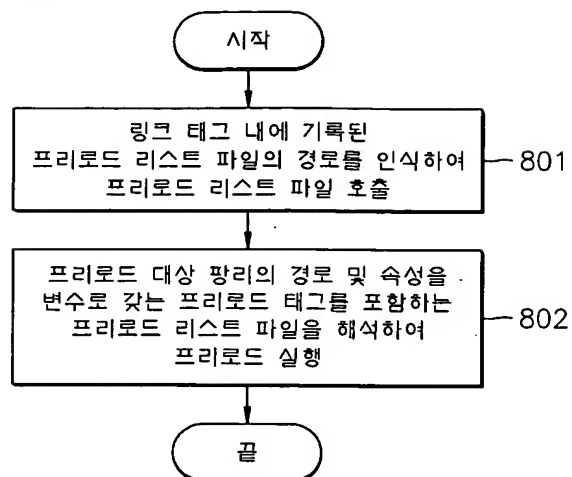 시작
링크 태그 내에 기록된
프리로드 리스트 파일의 경로를 인식하여
프리로드 리스트 파일 호출
801
프리로드 대상 팡리의 경로 및 속성을
변수로 갖는 프리로드 태그를 포함하는
프리로드 리스트 파일을 해석하여
프리로드 실행
802
끝